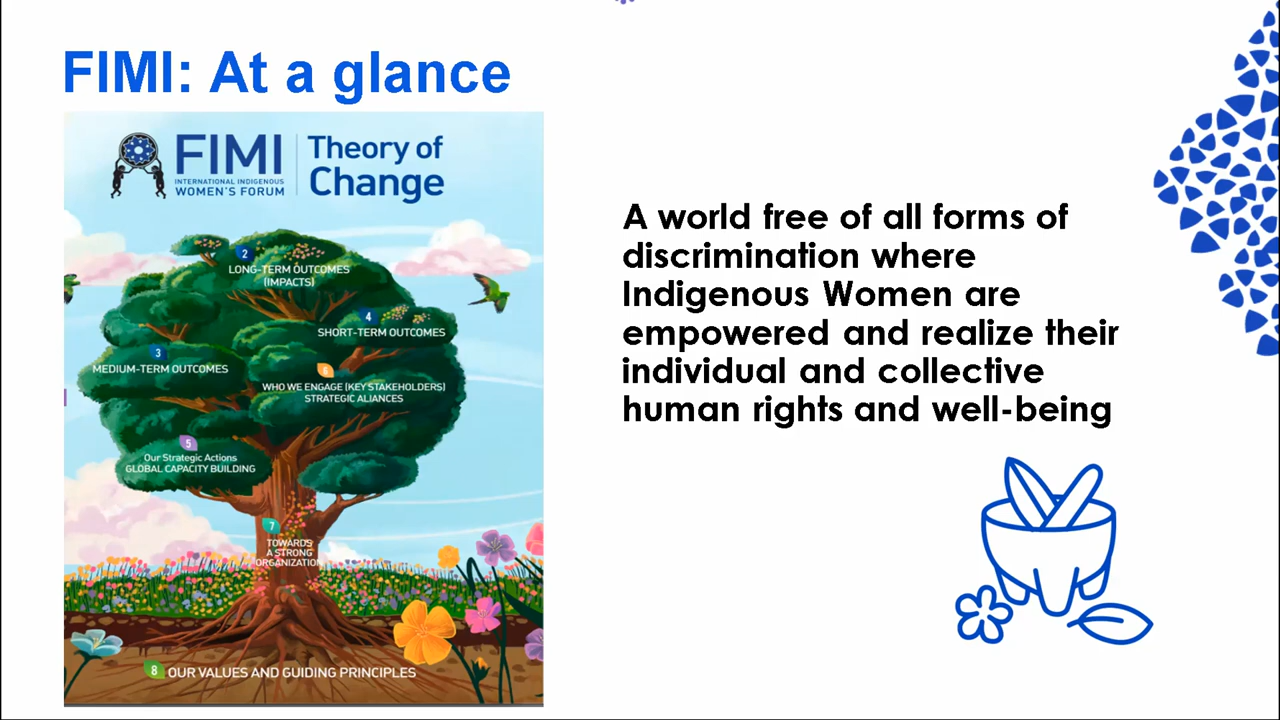 FIMI: At a glance
FIMI
INTERNATIONAL INDIGENOUS
WOMEN'S FORUM
Theory of
Change
2
LONG-TERM OUTCOMES
(IMPACTS)
4
SHORT-TERM OUTCOMES
3
MEDIUM-TERM OUTCOMES
6
WHO WE ENGAGE (KEY STAKEHOLDERS)
STRATEGIC ALIANCES
5
Our Strategic Actions
GLOBAL CAPACITY BUILDING
7
TOWARDS
A STRONG
ORGANIZATION
8 OUR VALUES AND GUIDING PRINCIPLES
A world free of all forms of
discrimination where
Indigenous Women are
empowered and realize their
individual and collective
human rights and well-being